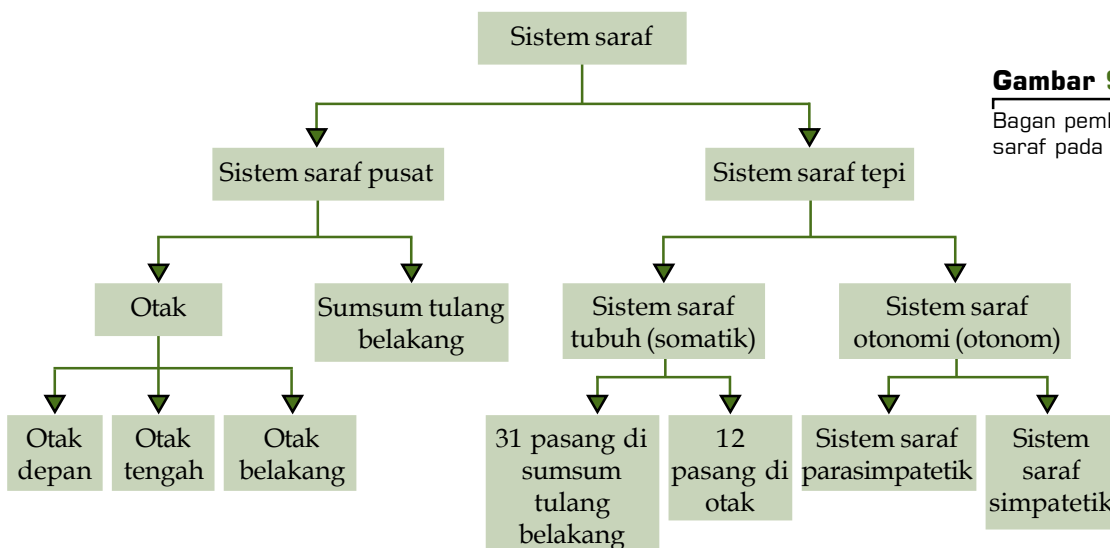 Sistem saraf
Gambar
Bagan
saraf pada
Sistem saraf pusat
Sistem saraf tepi
Otak
Sumsum tulang
belakang
Sistem saraf
tubuh (somatik)
Sistem saraf
otonomi (otonom)
Otak
depan
Otak
tengah
Otak
belakang
31 pasang di
sumsum
tulang
belakang
12
pasang di
otak
Sistem saraf
parasimpatetik
Sistem
saraf
simpatetik